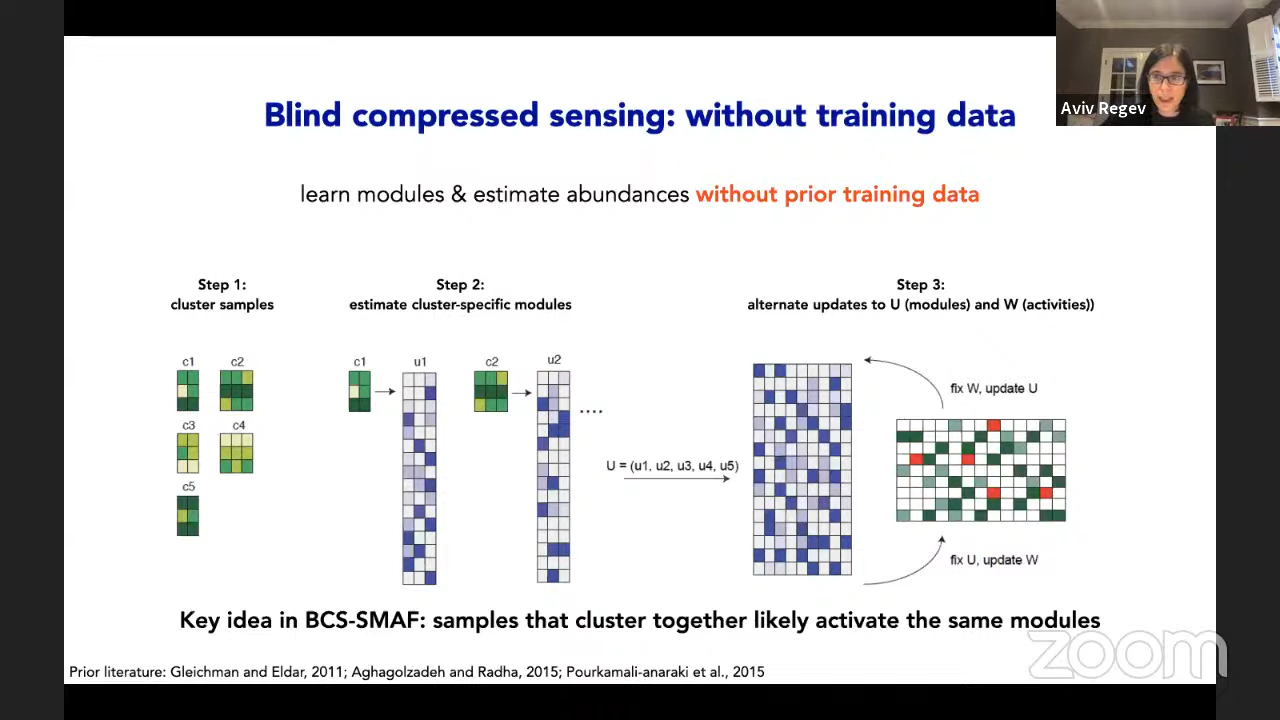 Aviv Regev
Blind compressed sensing: without training data
learn modules & estimate abundances without prior training data
Step 1:
cluster samples
Step 2:
estimate cluster-specific modules
Step 3:
alternate updates to U (modules) and W (activities))
c1 c2
c3 c4
c5
c1 u1 c2 u2
....
U = (u1, u2, u3, u4, u5)
fix W, update U
fix U, update W
Key idea in BCS-SMAF: samples that cluster together likely activate the same modules
zoom
Prior literature: Gleichman and Eldar, 2011; Aghagolzadeh and Radha, 2015; Pourkamali-anaraki et al., 2015